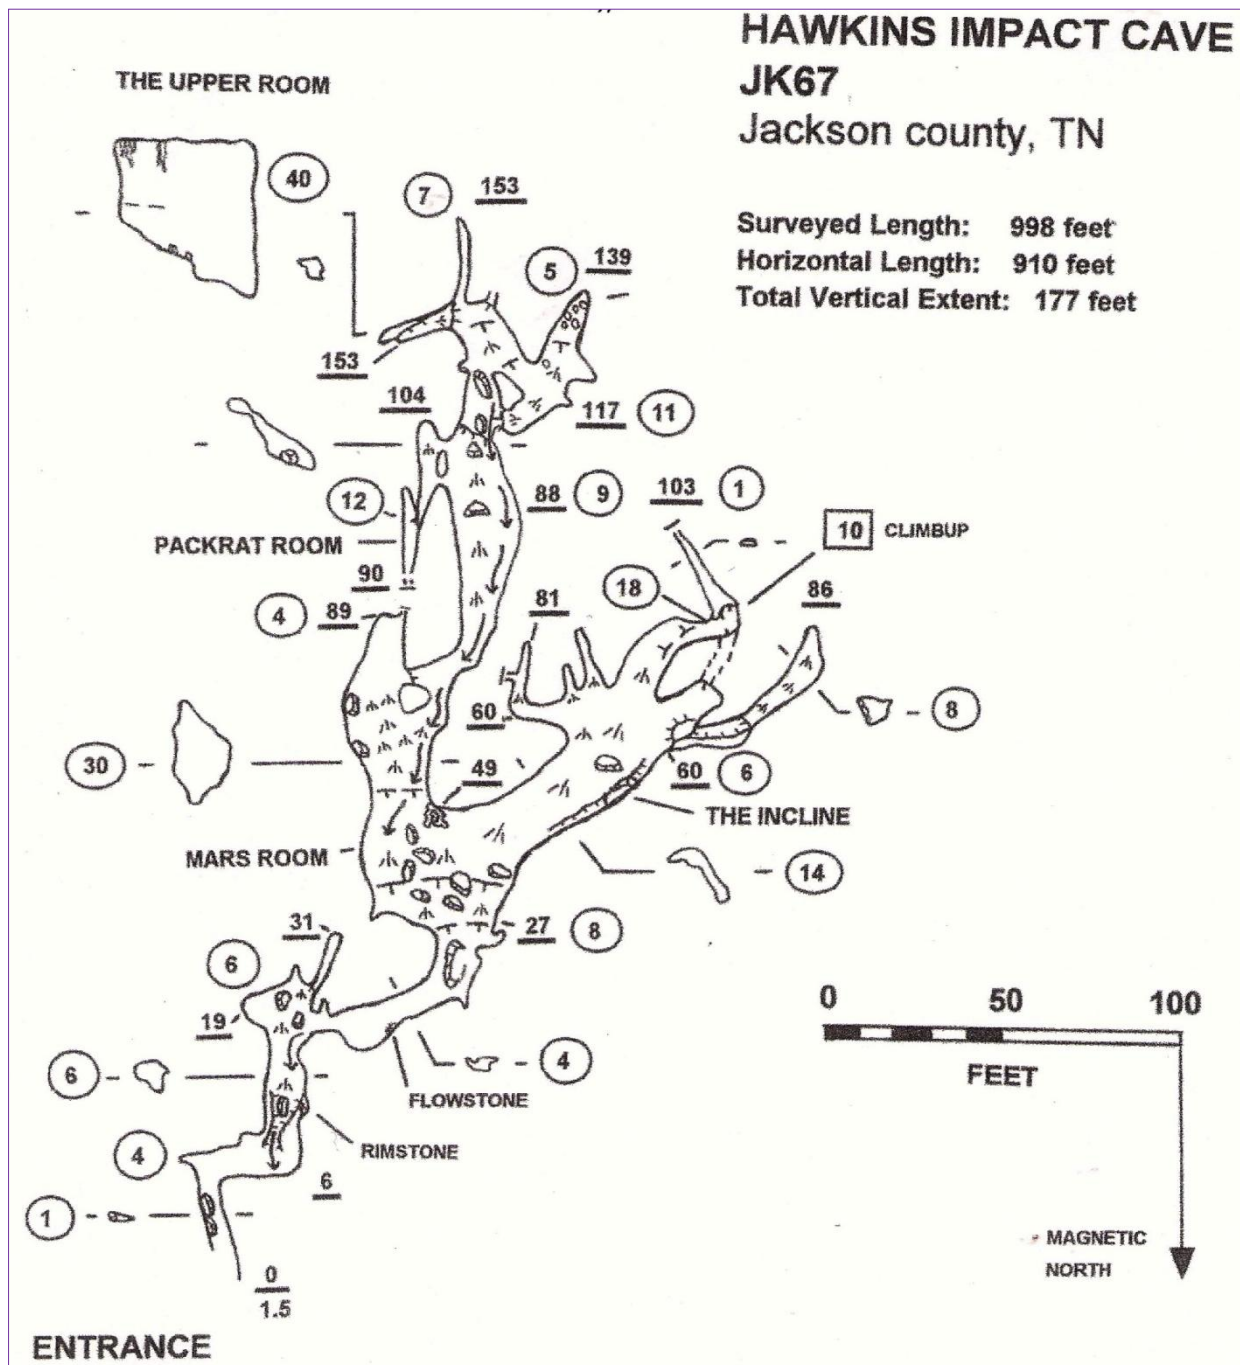 HAWKINS IMPACT CAVE
JK67
Jackson county, TN
Surveyed Length: 998 feet
Horizontal Length: 910 feet
Total Vertical Extent: 177 feet
THE UPPER ROOM
40
7
153
5
139
153
104
117
11
12
88
9
103
1
PACKRAT ROOM
10
CLIMBUP
90
18
4
89
81
86
60
8
30
49
60
6
THE INCLINE
MARS ROOM
14
31
27
8
6
19
0
50
100
FEET
6
4
FLOWSTONE
RIMSTONE
4
6
1
MAGNETIC
NORTH
0
1.5
ENTRANCE